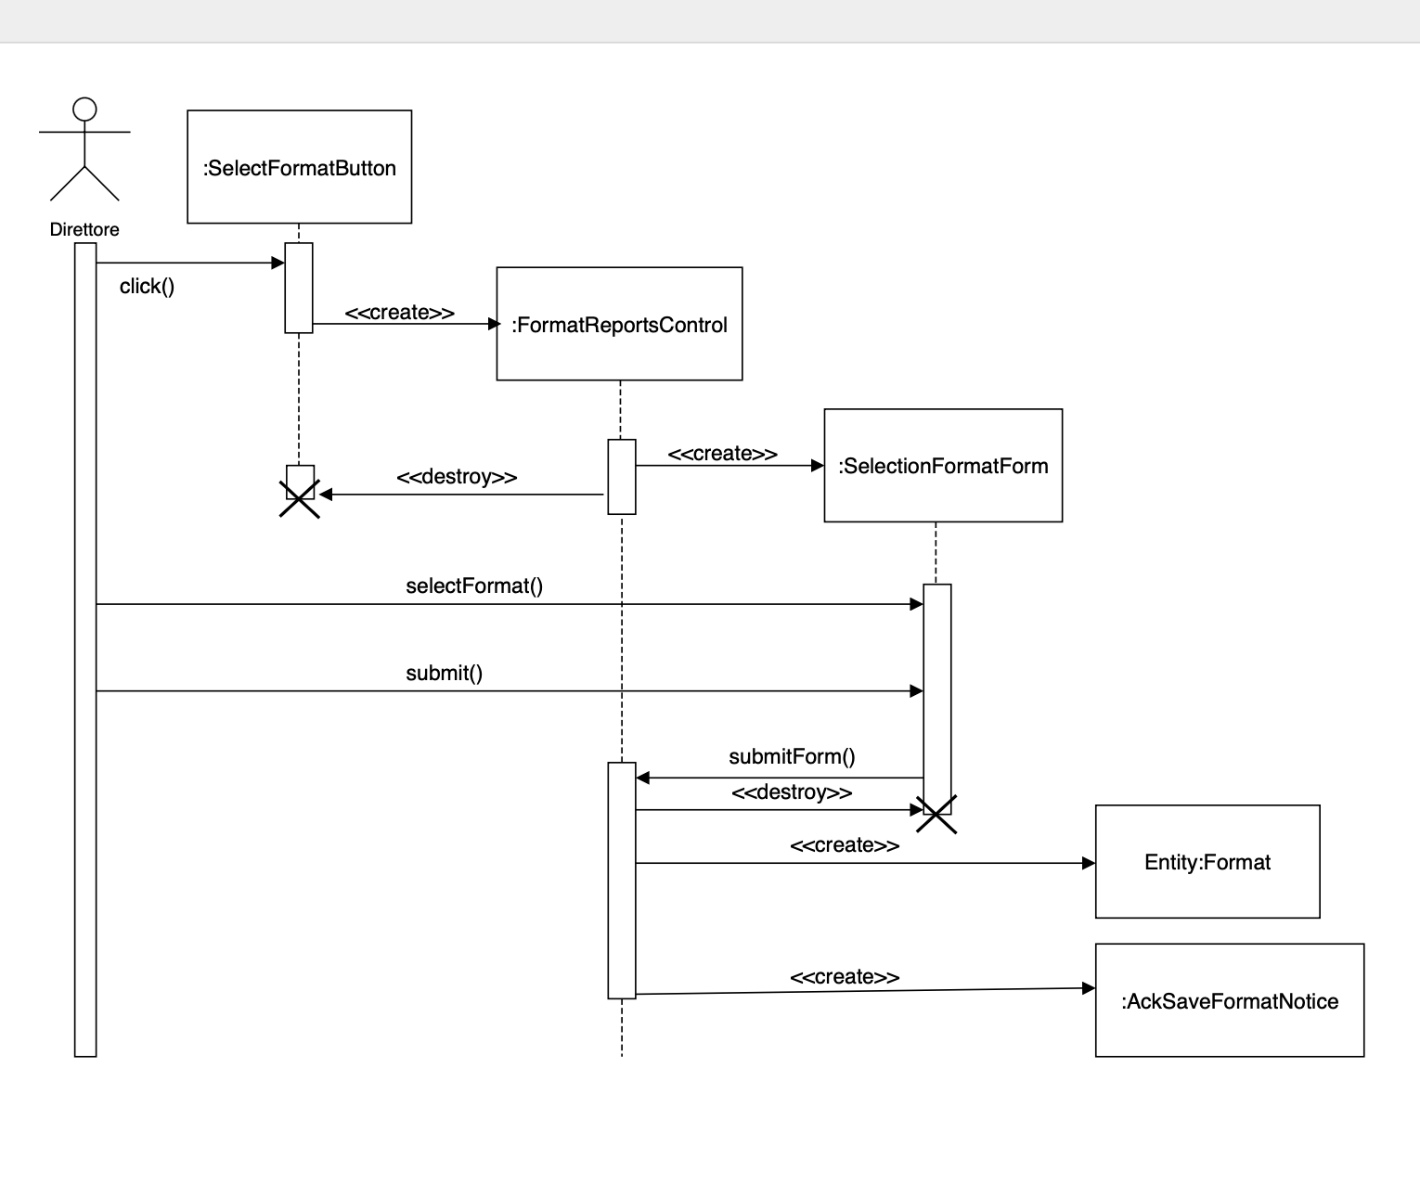 :SelectFormatButton
Direttore
click()
<<create>>
:FormatReportsControl
<<create>>
:SelectionFormatForm
<<destroy>>
selectFormat()
submit()
submitForm()
<<destroy>>
<<create>>
Entity:Format
<<create>>
:AckSaveFormatNotice